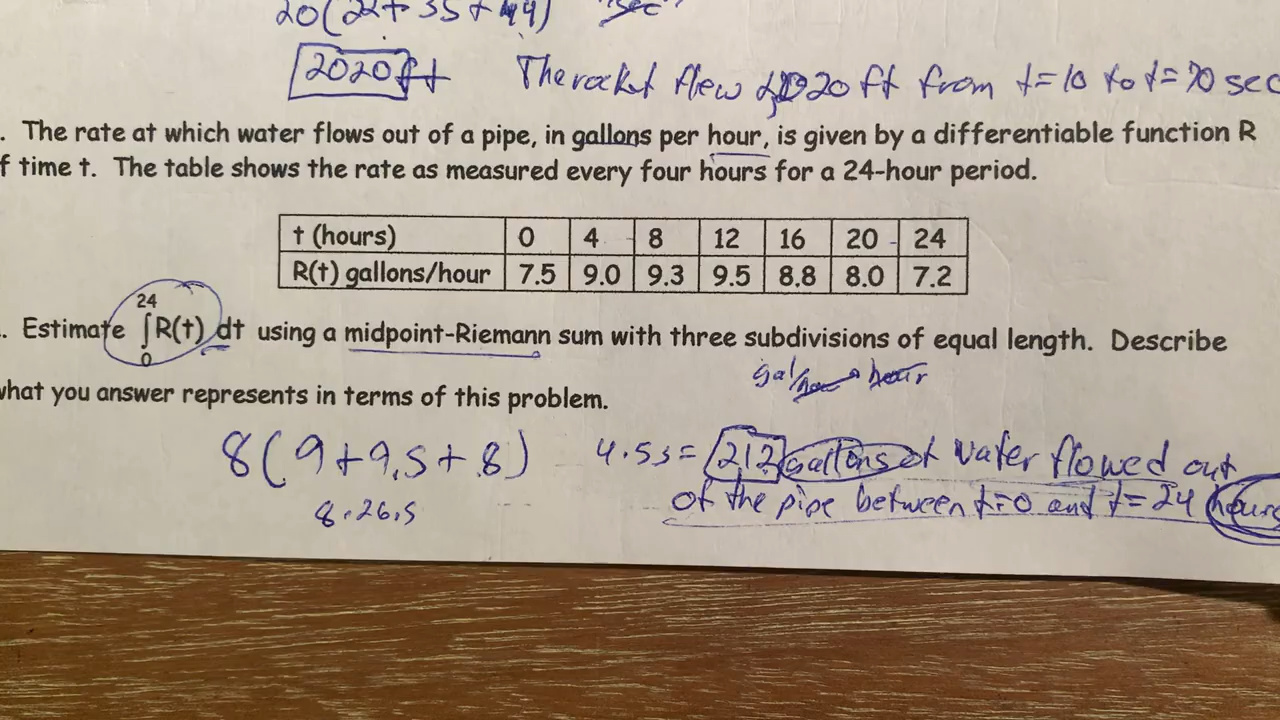 20(22+35+44) "sec"
2020 ft The rocket flew 2020 ft from t=10 to t=70 sec
. The rate at which water flows out of a pipe, in gallons per hour, is given by a differentiable function R
f time t. The table shows the rate as measured every four hours for a 24-hour period.
t (hours) 0 4 8 12 16 20 24
R(t) gallons/hour 7.5 9.0 9.3 9.5 8.8 8.0 7.2
. Estimate ∫₀²⁴ R(t) dt using a midpoint-Riemann sum with three subdivisions of equal length. Describe
gal/hour hour
what you answer represents in terms of this problem.
8(9+9.5+8) 4.53= 212 gallons of water flowed out
8.26.5 of the pipe between t=0 and t=24 hours